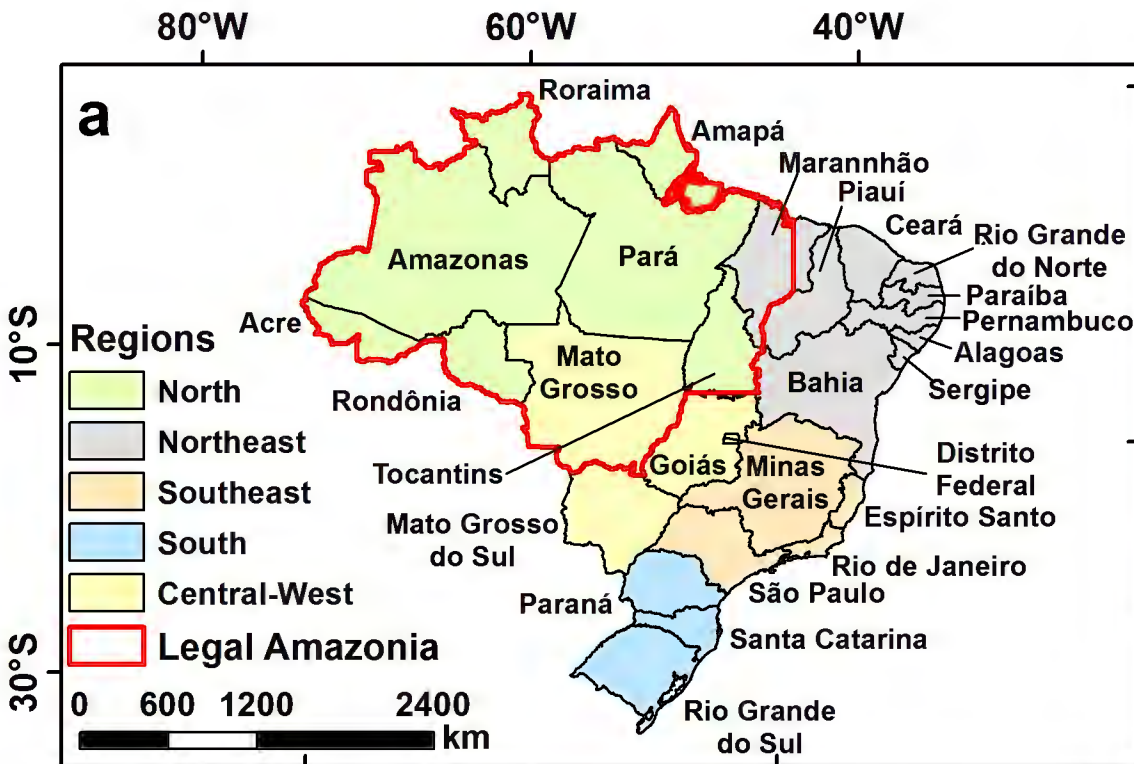 80°W 60°W 40°W
a
Roraima
Amapá
Marannhão
Piauí
Ceará
Rio Grande
do Norte
Amazonas
Pará
Paraíba
Pernambuco
Acre
Alagoas
Sergipe
10°S
Regions
Mato
Grosso
Bahia
North
Rondônia
Northeast
Tocantins
Goiás
Minas
Gerais
Distrito
Federal
Southeast
Espírito Santo
Mato Grosso
do Sul
South
Rio de Janeiro
São Paulo
Central-West
Paraná
Santa Catarina
Legal Amazonia
30°S
0 600 1200 2400
km
Rio Grande
do Sul